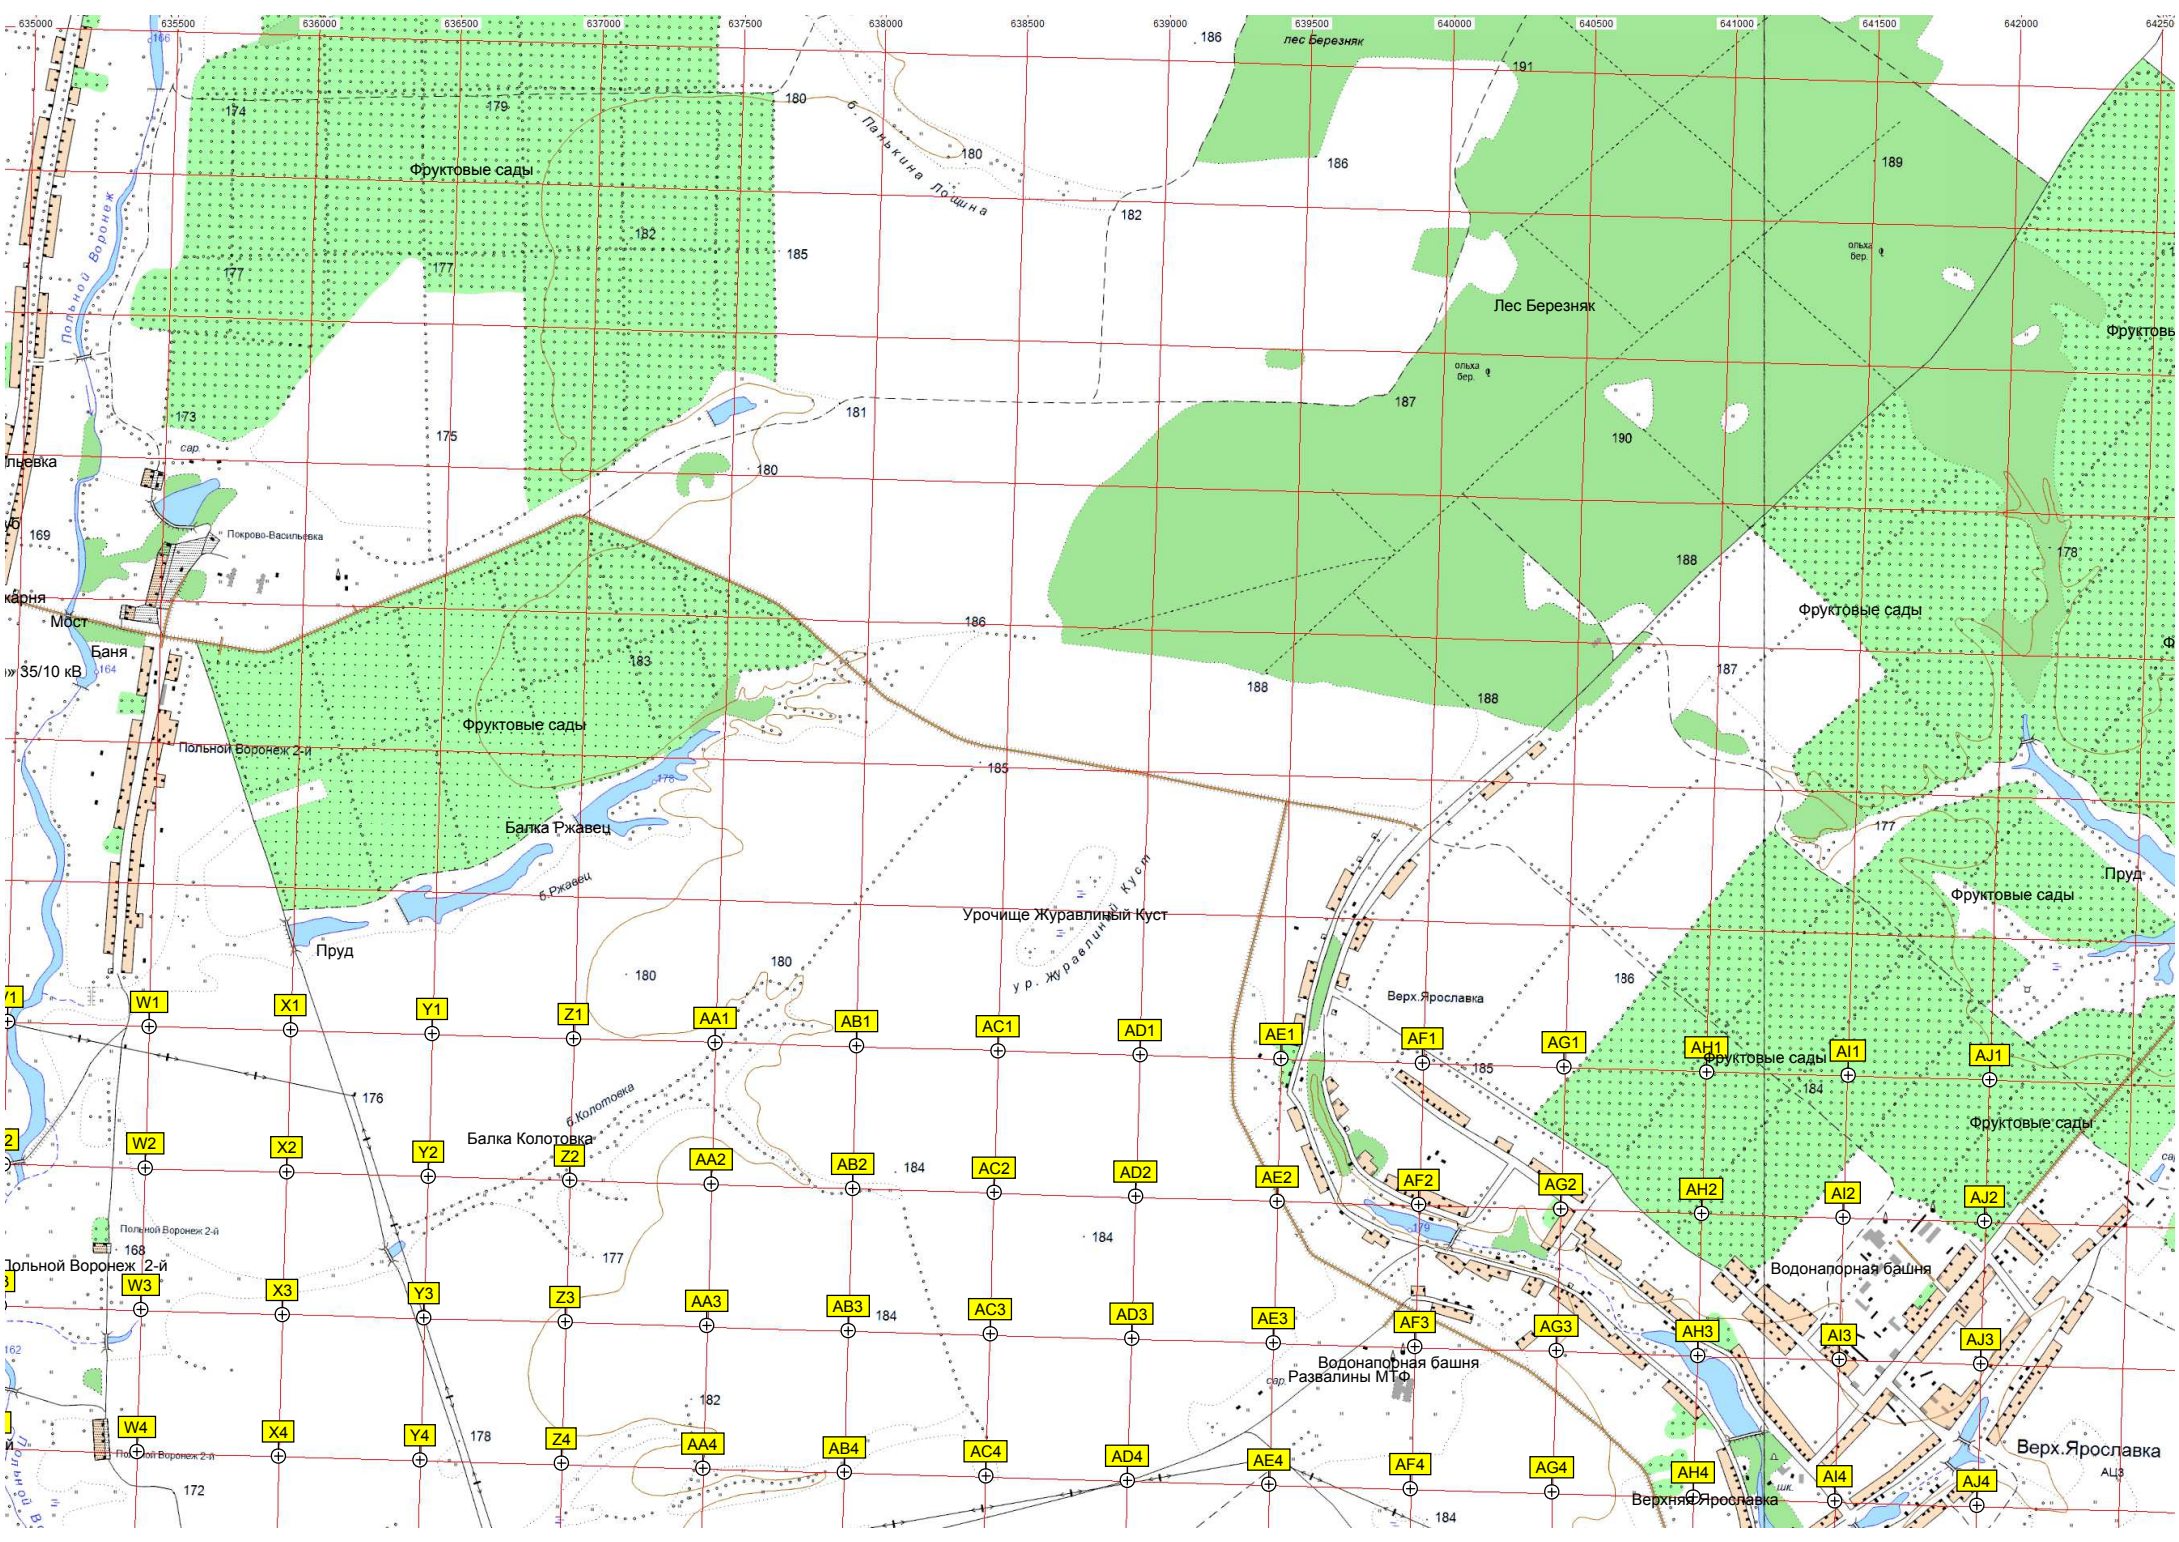 635000 635500 636000 636500 637000 637500 638000 638500 639000 639500 640000 640500 641000 641500 642000 64250
166
186
лес Березняк
191
174
179
180
б. Панькина Лощина
180
186
189
Фруктовые сады
182
Польной Воронеж
182
185
ольха
бер.
177
177
Лес Березняк
Фруктовы
ольха
бер.
173
181
187
175
190
сар.
льевка
180
169
Покрово-Васильевка
178
188
карня
Мост
186
Фруктовые сады
Баня
183
» 35/10 кВ
164
187
188
188
Фруктовые сады
Польной Воронеж 2-й
185
176
Балка Ржавец
177
б.Ржавец
Пруд
Фруктовые сады
Урочище Журавлиный Куст
ур. Журавлиный Куст
Пруд
180
180
186
Верх.Ярославка
W1 X1 Y1 Z1 AA1 AB1 AC1 AD1 AE1 AF1 AG1 AH1 AI1 AJ1
Фруктовые сады
185
184
176
б.Колотовка
Балка Колотовка
Фруктовые сады
W2 X2 Y2 Z2 AA2 AB2 AC2 AD2 AE2 AF2 AG2 AH2 AI2 AJ2
184
Польной Воронеж 2-й
179
168
177
184
Польной Воронеж 2-й
Водонапорная башня
W3 X3 Y3 Z3 AA3 AB3 AC3 AD3 AE3 AF3 AG3 AH3 AI3 AJ3
184
162
Водонапорная башня
сар.
Развалины МТФ
182
W4 X4 Y4 Z4 AA4 AB4 AC4 AD4 AE4 AF4 AG4 AH4 AI4 AJ4
178
Польной Воронеж 2-й
Верх.Ярославка
АЦЗ
172
шк.
Верхняя Ярославка
184